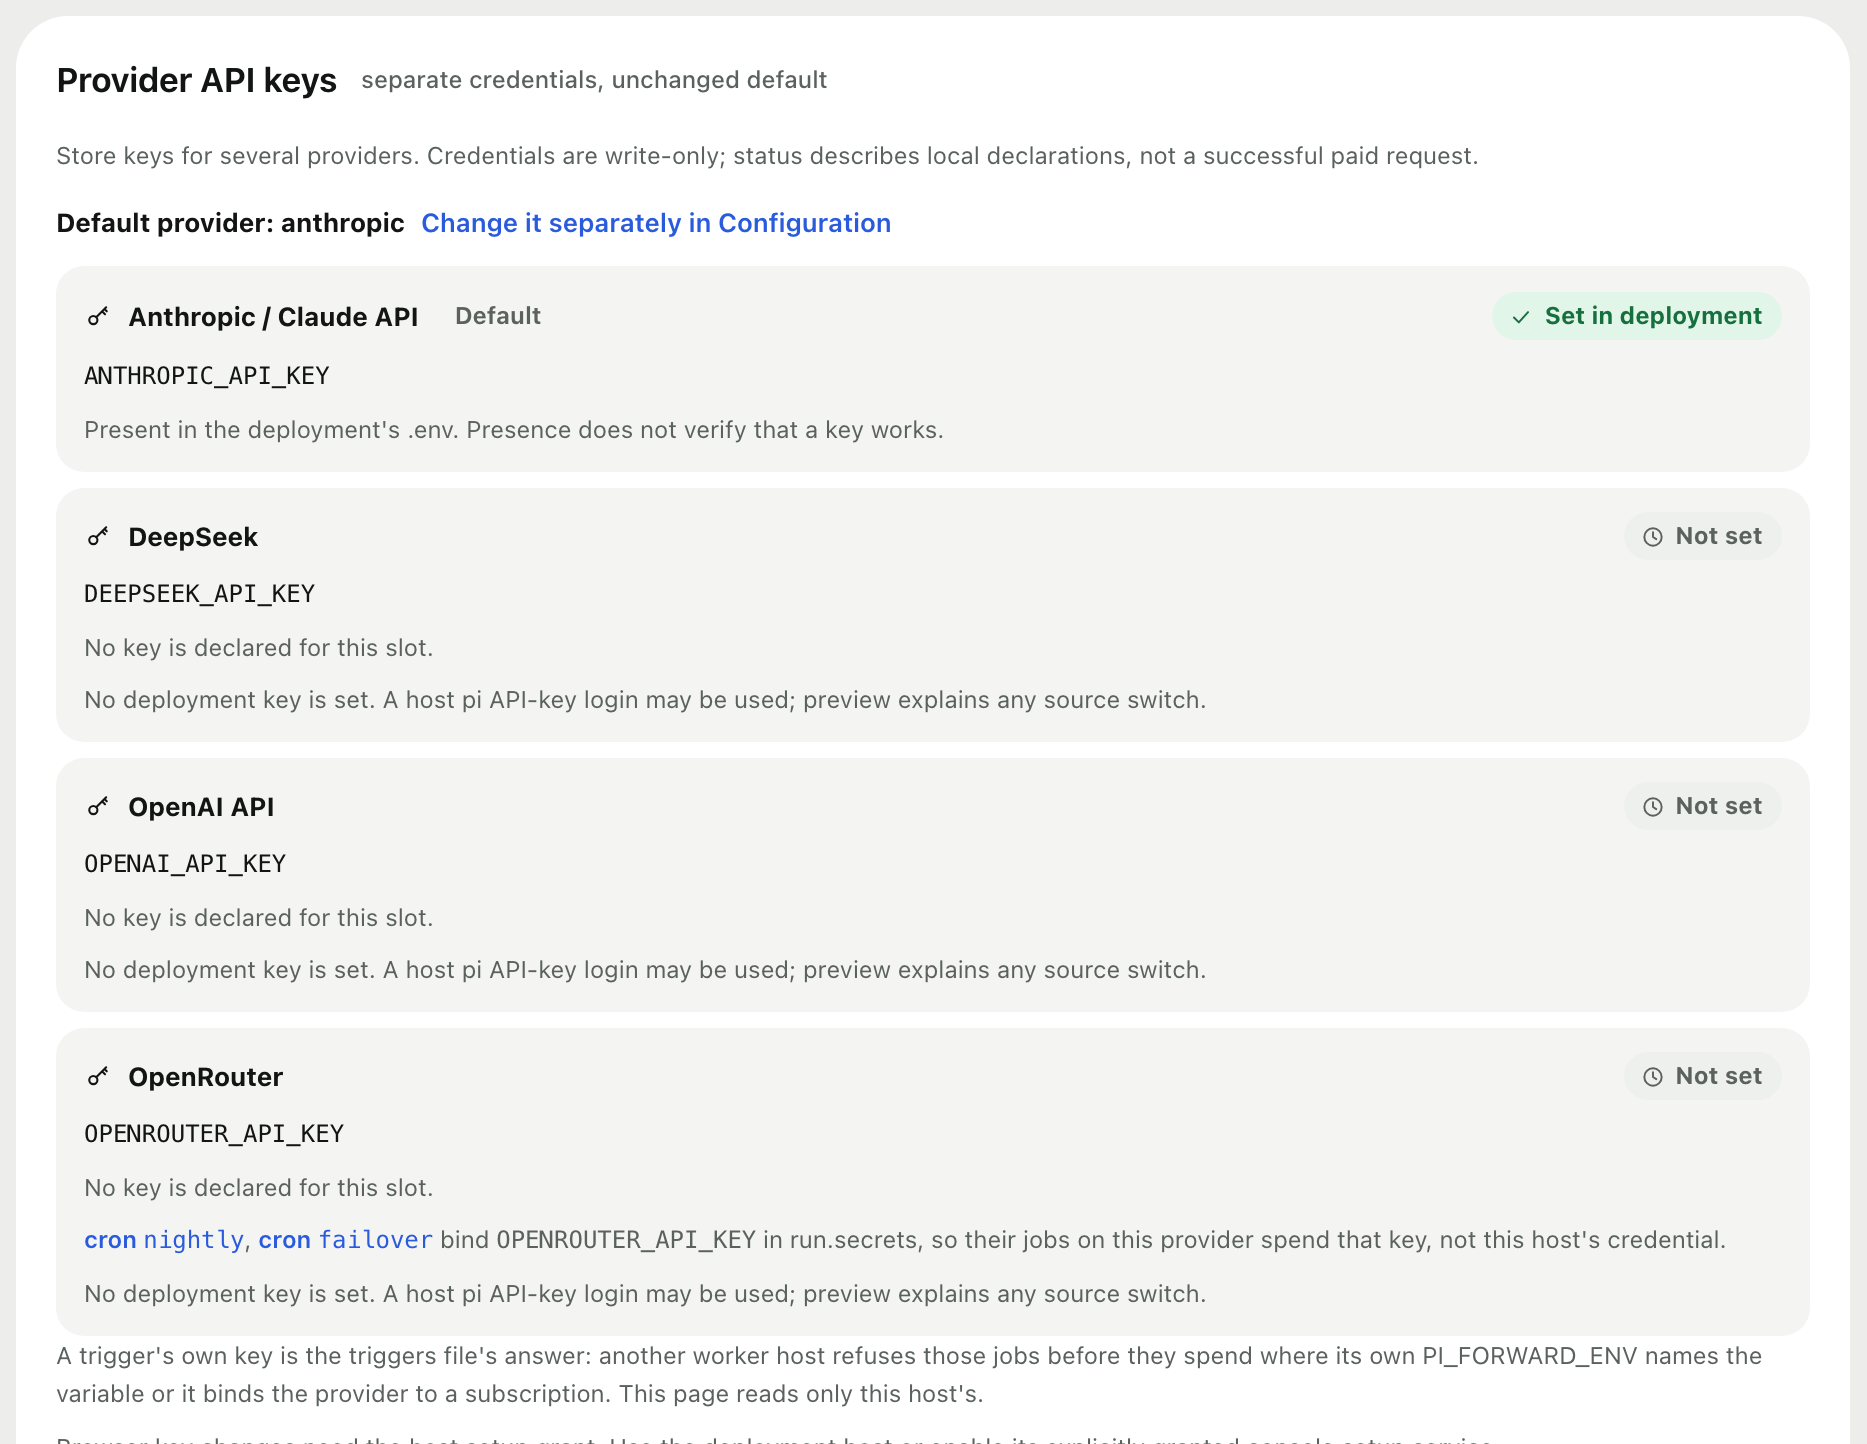 Provider API keys separate credentials, unchanged default
Store keys for several providers. Credentials are write-only; status describes local declarations, not a successful paid request.
Default provider: anthropic Change it separately in Configuration
Anthropic / Claude API Default Set in deployment
ANTHROPIC_API_KEY
Present in the deployment's .env. Presence does not verify that a key works.
DeepSeek Not set
DEEPSEEK_API_KEY
No key is declared for this slot.
No deployment key is set. A host pi API-key login may be used; preview explains any source switch.
OpenAI API Not set
OPENAI_API_KEY
No key is declared for this slot.
No deployment key is set. A host pi API-key login may be used; preview explains any source switch.
OpenRouter Not set
OPENROUTER_API_KEY
No key is declared for this slot.
cron nightly, cron failover bind OPENROUTER_API_KEY in run.secrets, so their jobs on this provider spend that key, not this host's credential.
No deployment key is set. A host pi API-key login may be used; preview explains any source switch.
A trigger's own key is the triggers file's answer: another worker host refuses those jobs before they spend where its own PI_FORWARD_ENV names the
variable or it binds the provider to a subscription. This page reads only this host's.